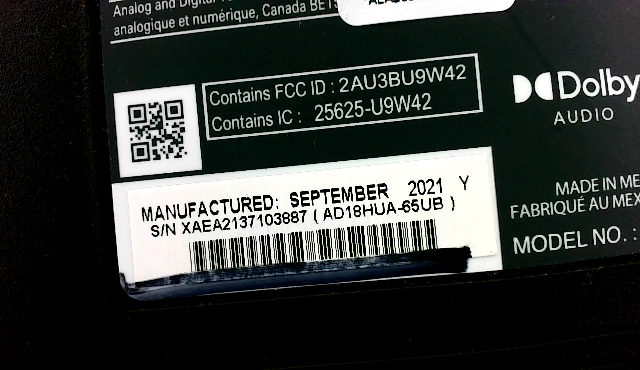 Analog and Digital
analogique et numérique, Canada BETS
Contains FCC ID : 2AU3BU9W42
Contains IC : 25625-U9W42
Dolby
AUDIO
MANUFACTURED: SEPTEMBER 2021 Y
S/N XAEA2137103887 ( AD18HUA-65UB )
MADE IN ME
FABRIQUÉ AU MEX
MODEL NO. :